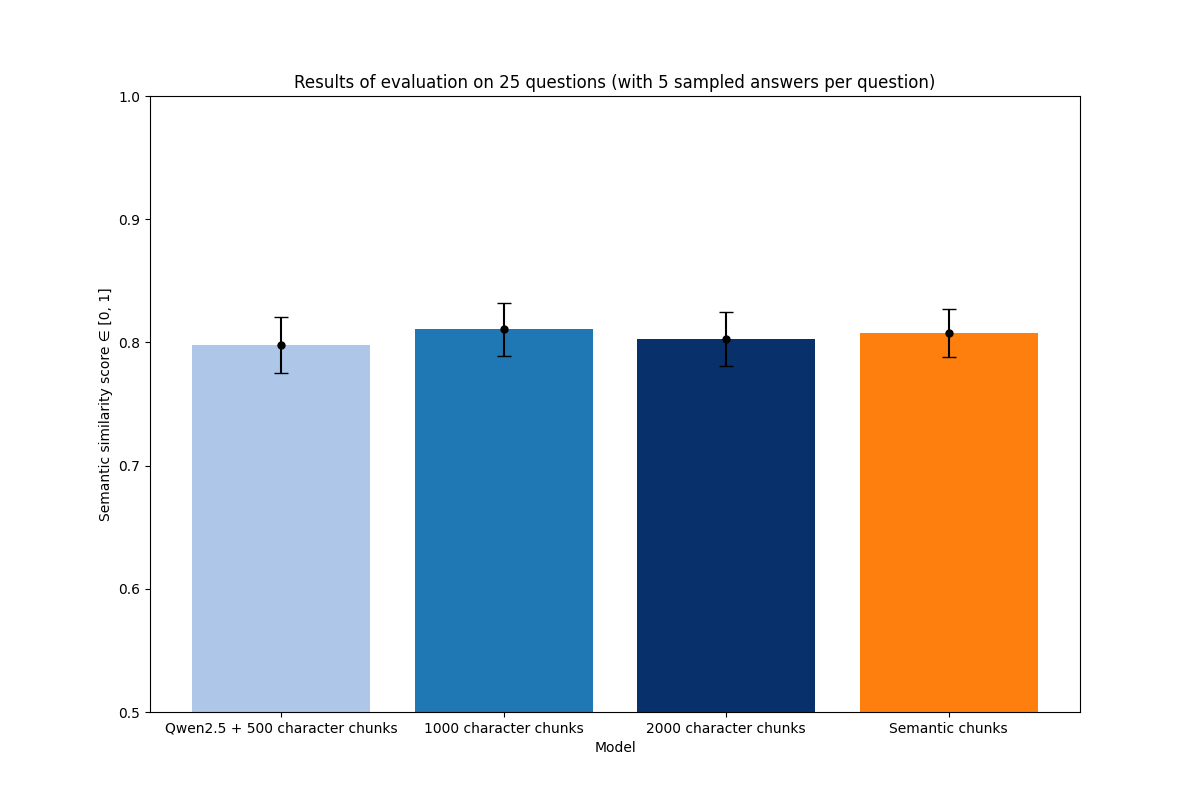 Results of evaluation on 25 questions (with 5 sampled answers per question)
1.0
0.9
0.8
0.7
0.6
0.5
Semantic similarity score ∈ [0, 1]
Qwen2.5 + 500 character chunks
1000 character chunks
2000 character chunks
Semantic chunks
Model